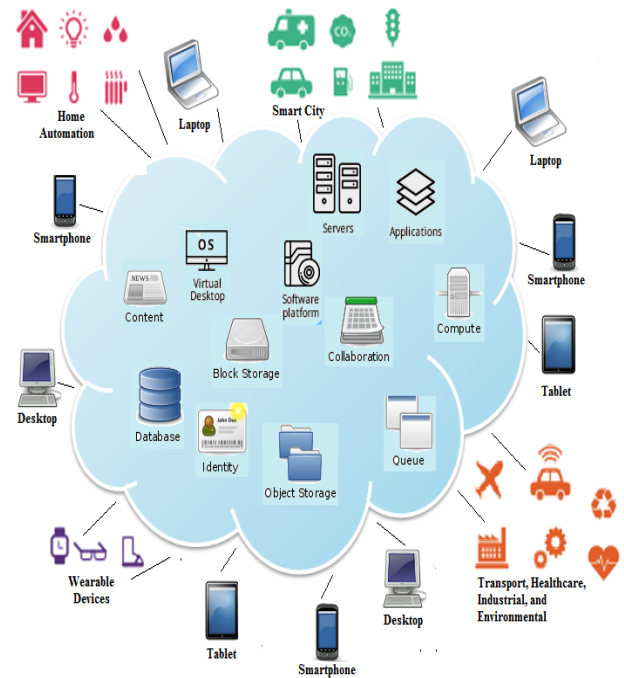 CO₂
Home
Automation
Laptop
Smart City
Laptop
Smartphone
Servers
Applications
Smartphone
OS
Virtual
Desktop
NEWS
Content
Software
platform
Compute
Collaboration
Block Storage
Tablet
Desktop
Database
John Doe
Identity
Object Storage
Queue
Wearable
Devices
Tablet
Smartphone
Desktop
Transport, Healthcare,
Industrial, and
Environmental